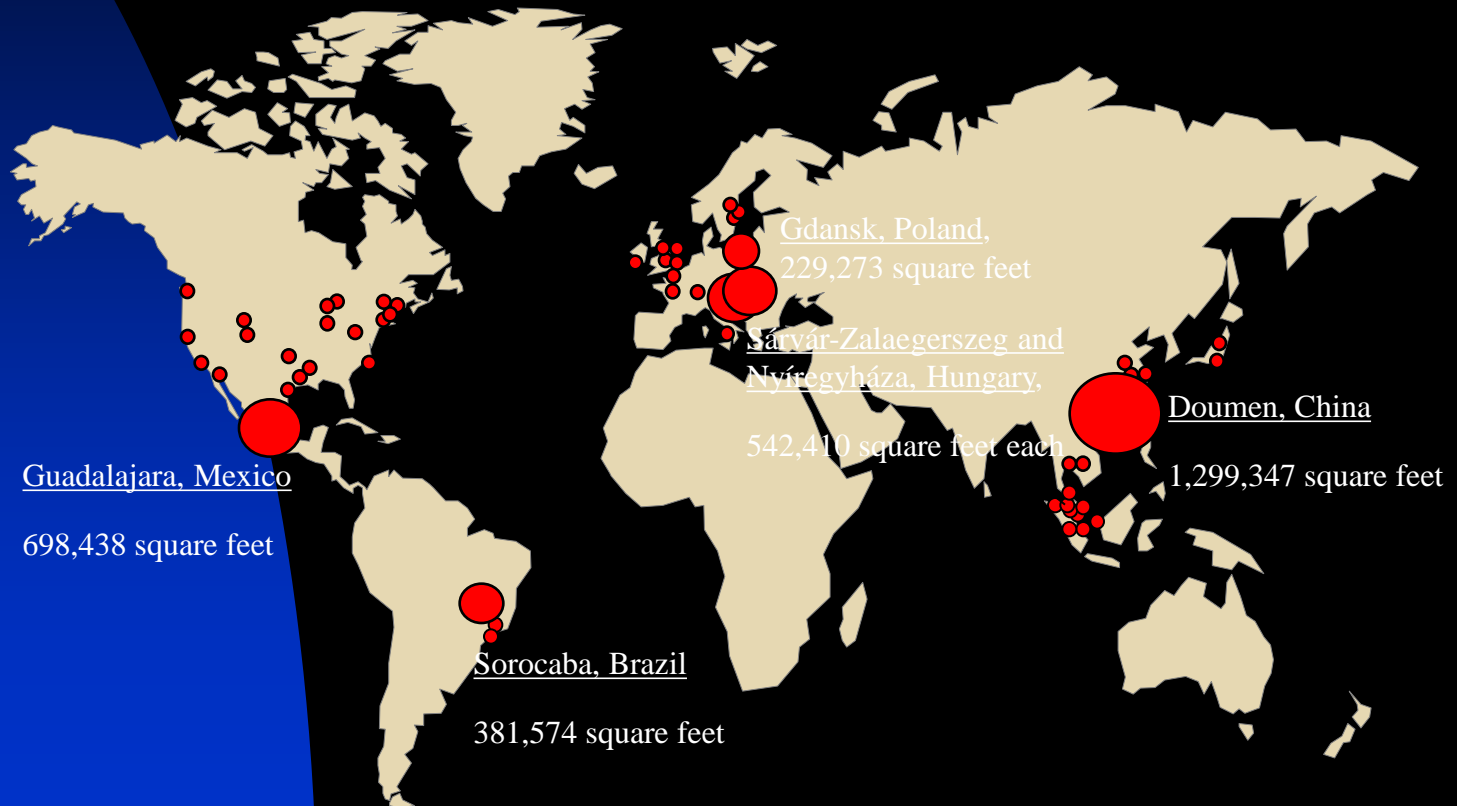 Gdansk, Poland,
229,273 square feet
Sárvár-Zalaegerszeg and
Nyíregyháza, Hungary,
542,410 square feet each
Doumen, China
1,299,347 square feet
Guadalajara, Mexico
698,438 square feet
Sorocaba, Brazil
381,574 square feet